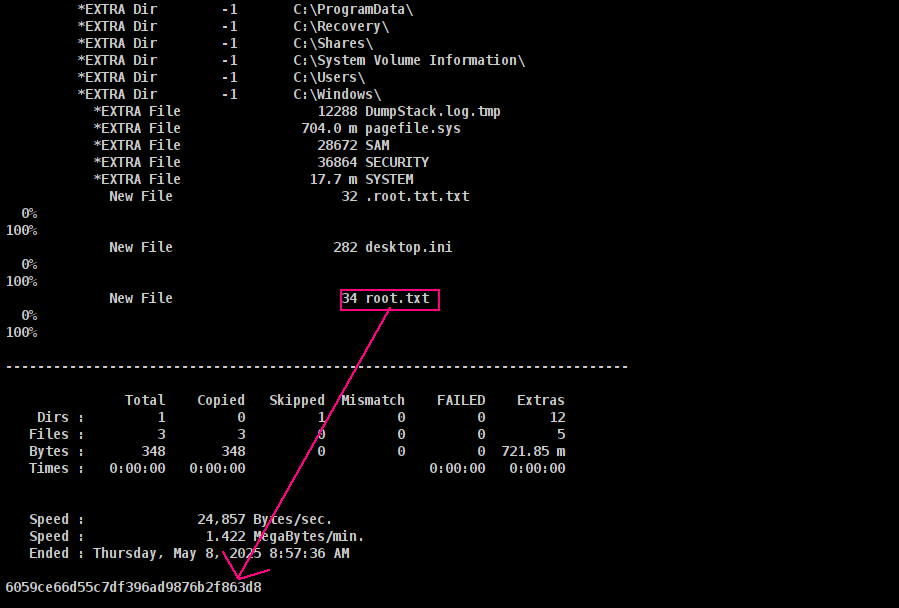 *EXTRA Dir        -1       C:\ProgramData\
*EXTRA Dir        -1       C:\Recovery\
*EXTRA Dir        -1       C:\Shares\
*EXTRA Dir        -1       C:\System Volume Information\
*EXTRA Dir        -1       C:\Users\
*EXTRA Dir        -1       C:\Windows\
*EXTRA File                 12288 DumpStack.log.tmp
*EXTRA File               704.0 m pagefile.sys
*EXTRA File                 28672 SAM
*EXTRA File                 36864 SECURITY
*EXTRA File                17.7 m SYSTEM
New File                     32 .root.txt.txt
0%
100%
New File                    282 desktop.ini
0%
100%
New File                     34 root.txt
0%
100%
------------------------------------------------------------------------------
Total    Copied   Skipped  Mismatch    FAILED    Extras
Dirs :         1         0         1         0         0        12
Files :         3         3         0         0         0         5
Bytes :       348       348         0         0         0  721.85 m
Times :   0:00:00   0:00:00                       0:00:00   0:00:00
Speed :              24,857 Bytes/sec.
Speed :               1.422 MegaBytes/min.
Ended : Thursday, May 8, 2025 8:57:36 AM
6059ce66d55c7df396ad9876b2f863d8